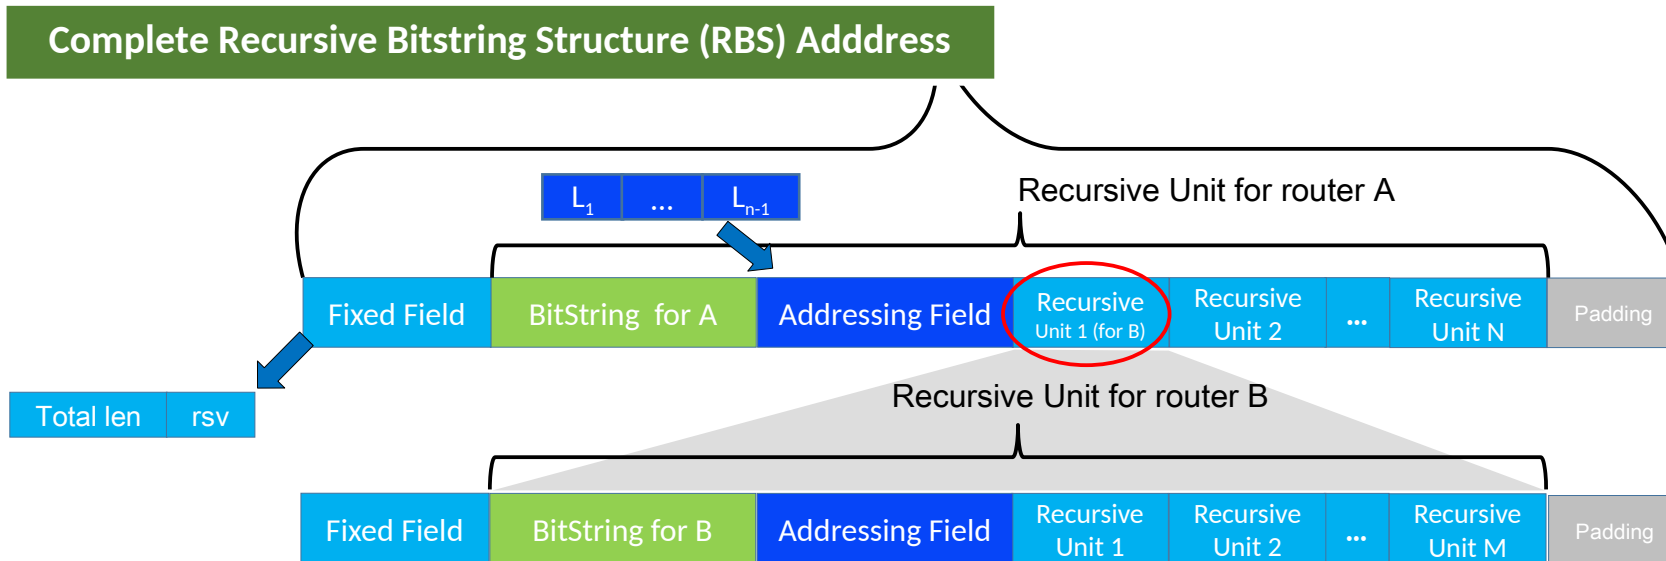 Complete Recursive Bitstring Structure (RBS) Adddress
L1 ... Ln-1
Recursive Unit for router A
Fixed Field
BitString for A
Addressing Field
Recursive
Unit 1 (for B)
Recursive
Unit 2
...
Recursive
Unit N
Padding
Total len
rsv
Recursive Unit for router B
Fixed Field
BitString for B
Addressing Field
Recursive
Unit 1
Recursive
Unit 2
...
Recursive
Unit M
Padding